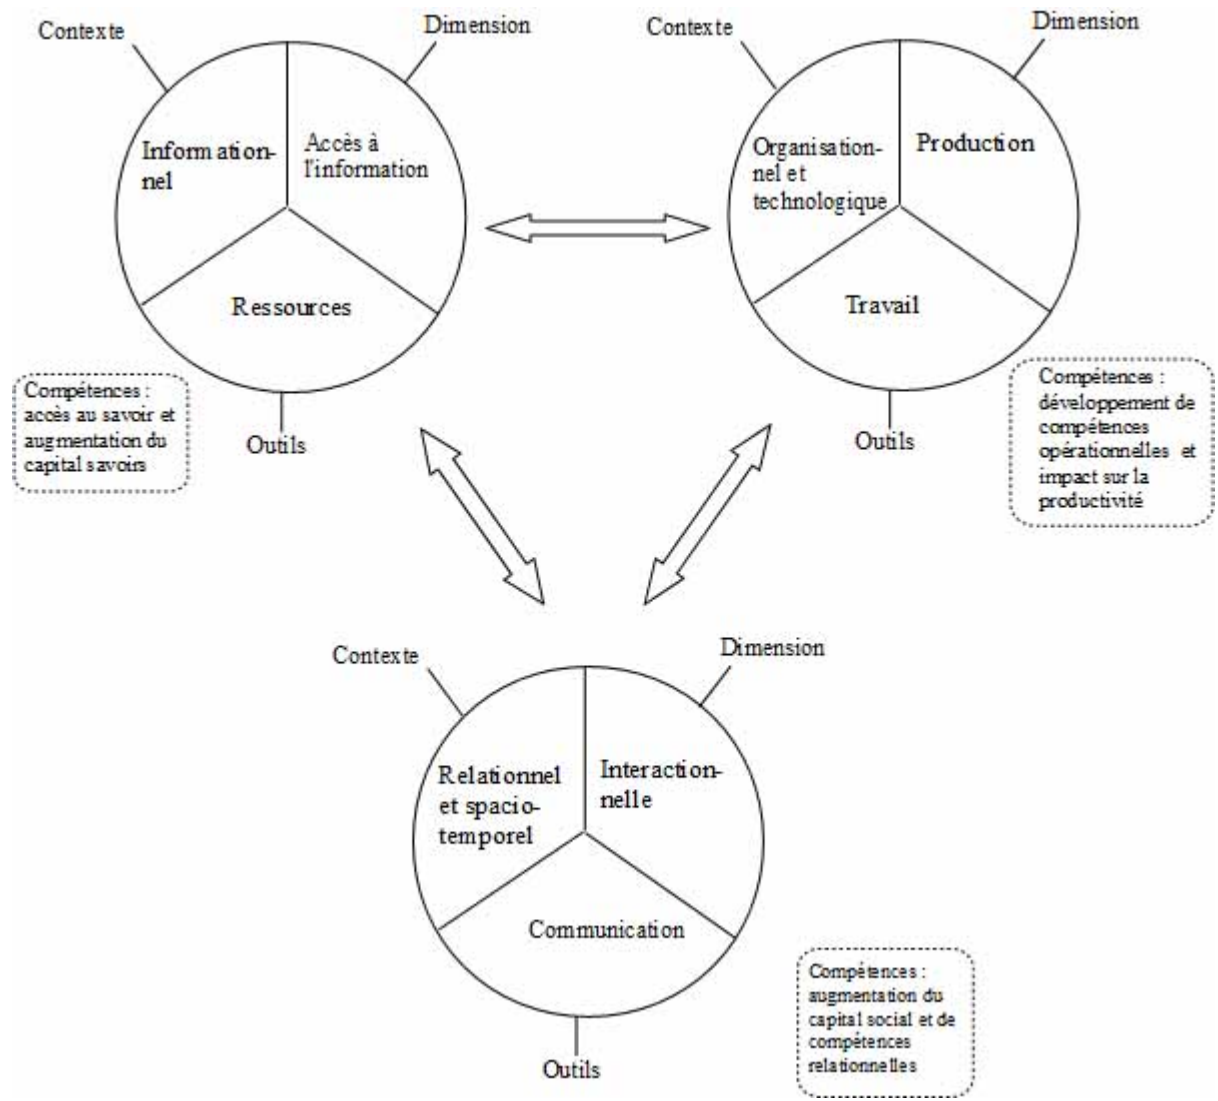 Contexte
Dimension
Information-
nel
Accès à
l'information
Ressources
Outils
Compétences :
accès au savoir et
augmentation du
capital savoirs
Contexte
Dimension
Organisation-
nel et
technologique
Production
Travail
Outils
Compétences :
développement de
compétences
opérationnelles et
impact sur la
productivité
Contexte
Dimension
Relationnel
et spacio-
temporel
Interaction-
nelle
Communication
Outils
Compétences :
augmentation du
capital social et de
compétences
relationnelles